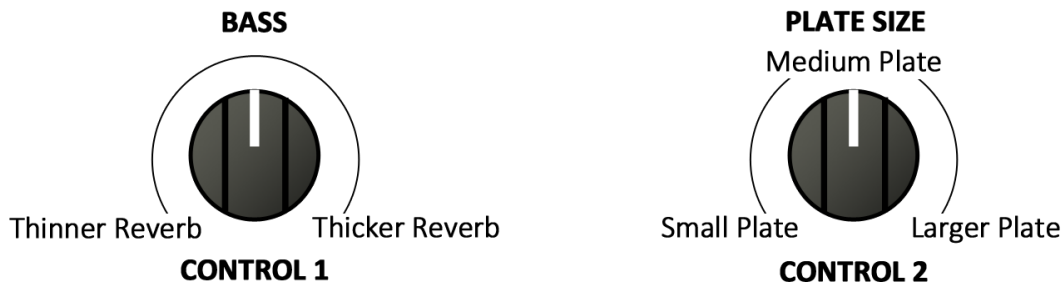 BASS
Thinner Reverb
Thicker Reverb
CONTROL 1
PLATE SIZE
Medium Plate
Small Plate
Larger Plate
CONTROL 2